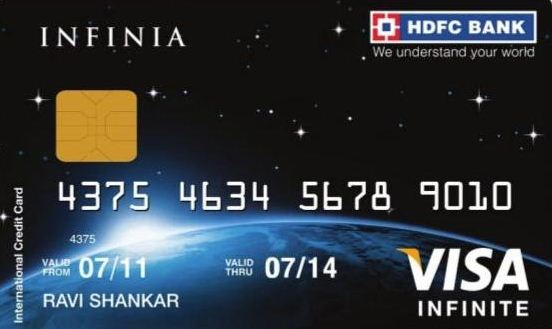 INFINIA
HDFC BANK
We understand your world
International Credit Card
4375 4634 5678 9010
4375
VALID FROM 07/11 VALID THRU 07/14
RAVI SHANKAR
VISA
INFINITE